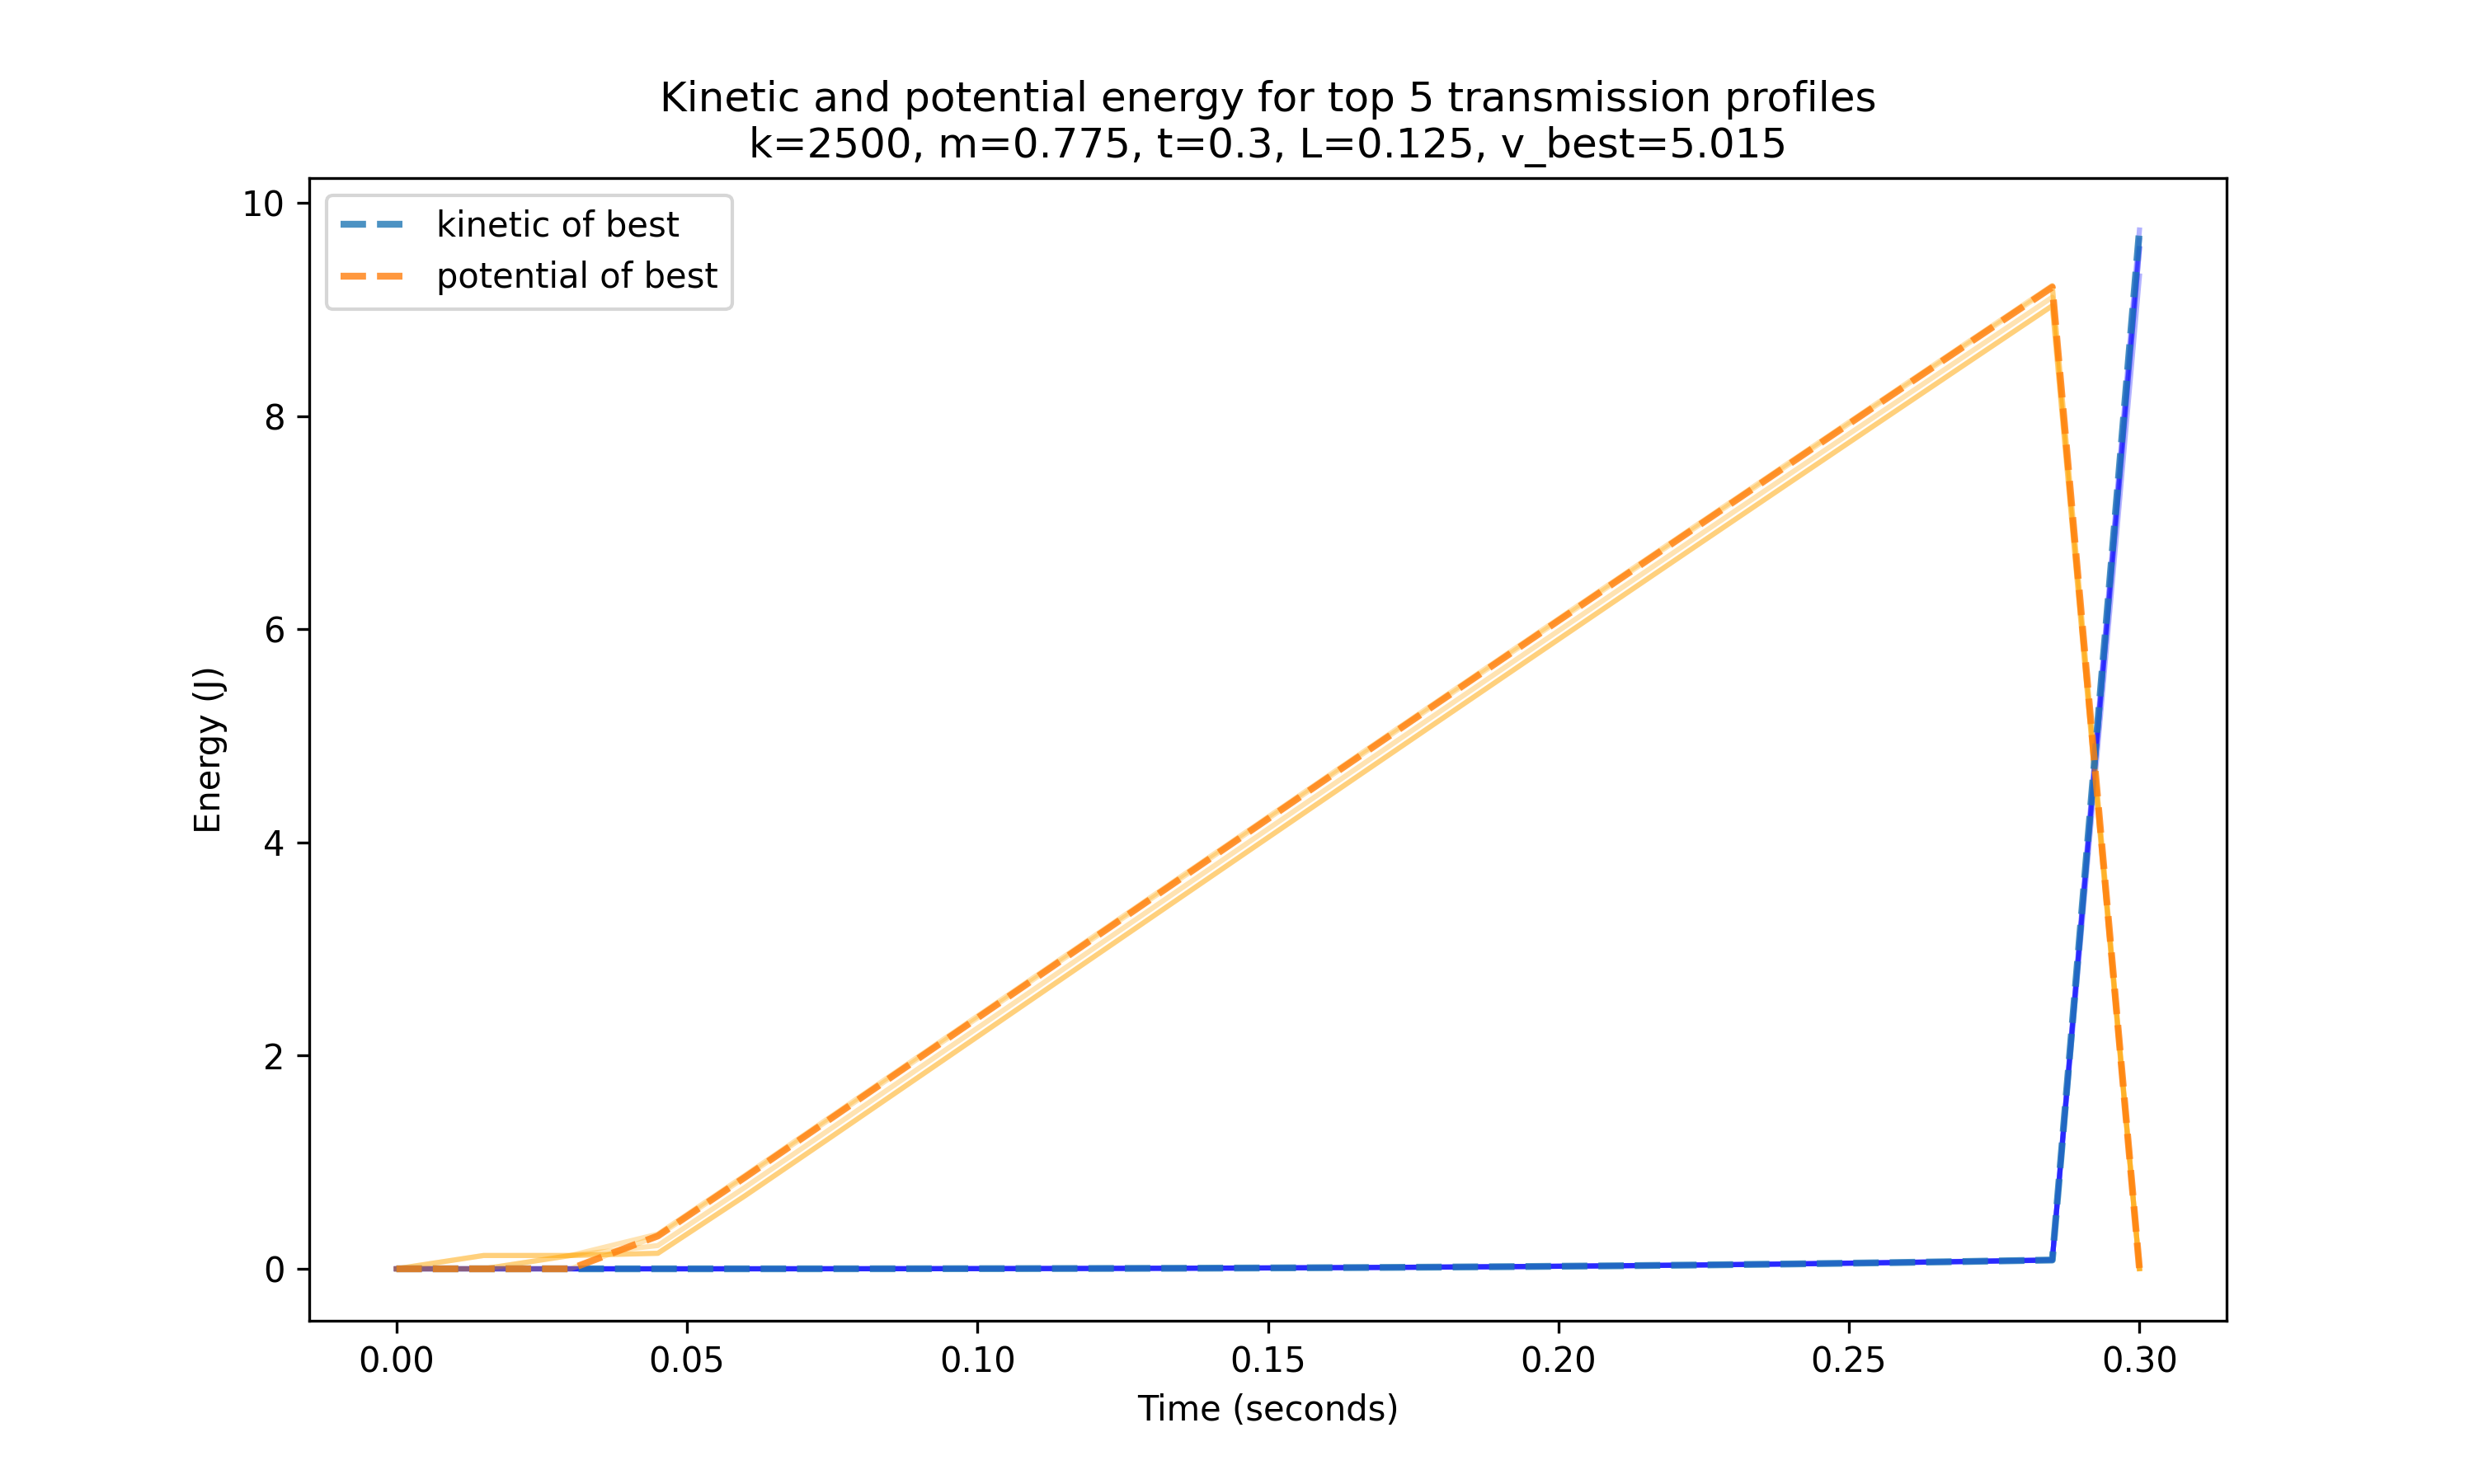 Kinetic and potential energy for top 5 transmission profiles
k=2500, m=0.775, t=0.3, L=0.125, v_best=5.015
kinetic of best
potential of best
10
8
6
4
2
0
Energy (J)
0.00 0.05 0.10 0.15 0.20 0.25 0.30
Time (seconds)